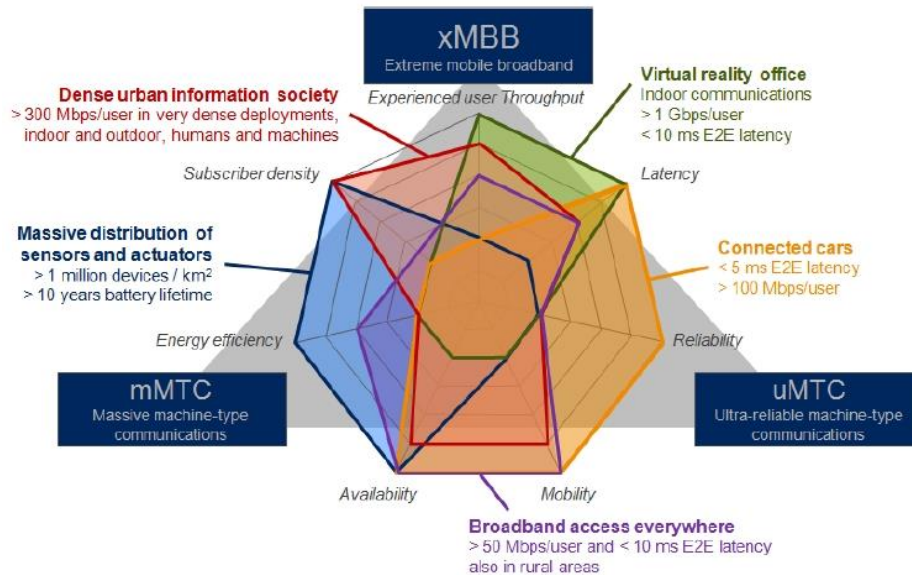 xMBB
Extreme mobile broadband
Experienced user Throughput
Dense urban information society
> 300 Mbps/user in very dense deployments,
indoor and outdoor, humans and machines
Virtual reality office
Indoor communications
> 1 Gbps/user
< 10 ms E2E latency
Subscriber density
Latency
Massive distribution of
sensors and actuators
> 1 million devices / km²
> 10 years battery lifetime
Connected cars
< 5 ms E2E latency
> 100 Mbps/user
Energy efficiency
Reliability
mMTC
Massive machine-type
communications
uMTC
Ultra-reliable machine-type
communications
Availability
Mobility
Broadband access everywhere
> 50 Mbps/user and < 10 ms E2E latency
also in rural areas